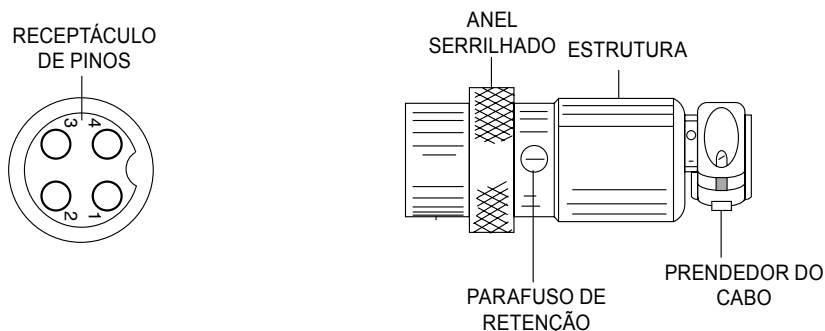 RECEPTÁCULO
DE PINOS
3 4
2 1
ANEL
SERRILHADO
ESTRUTURA
PARAFUSO DE
RETENÇÃO
PRENDEDOR DO
CABO